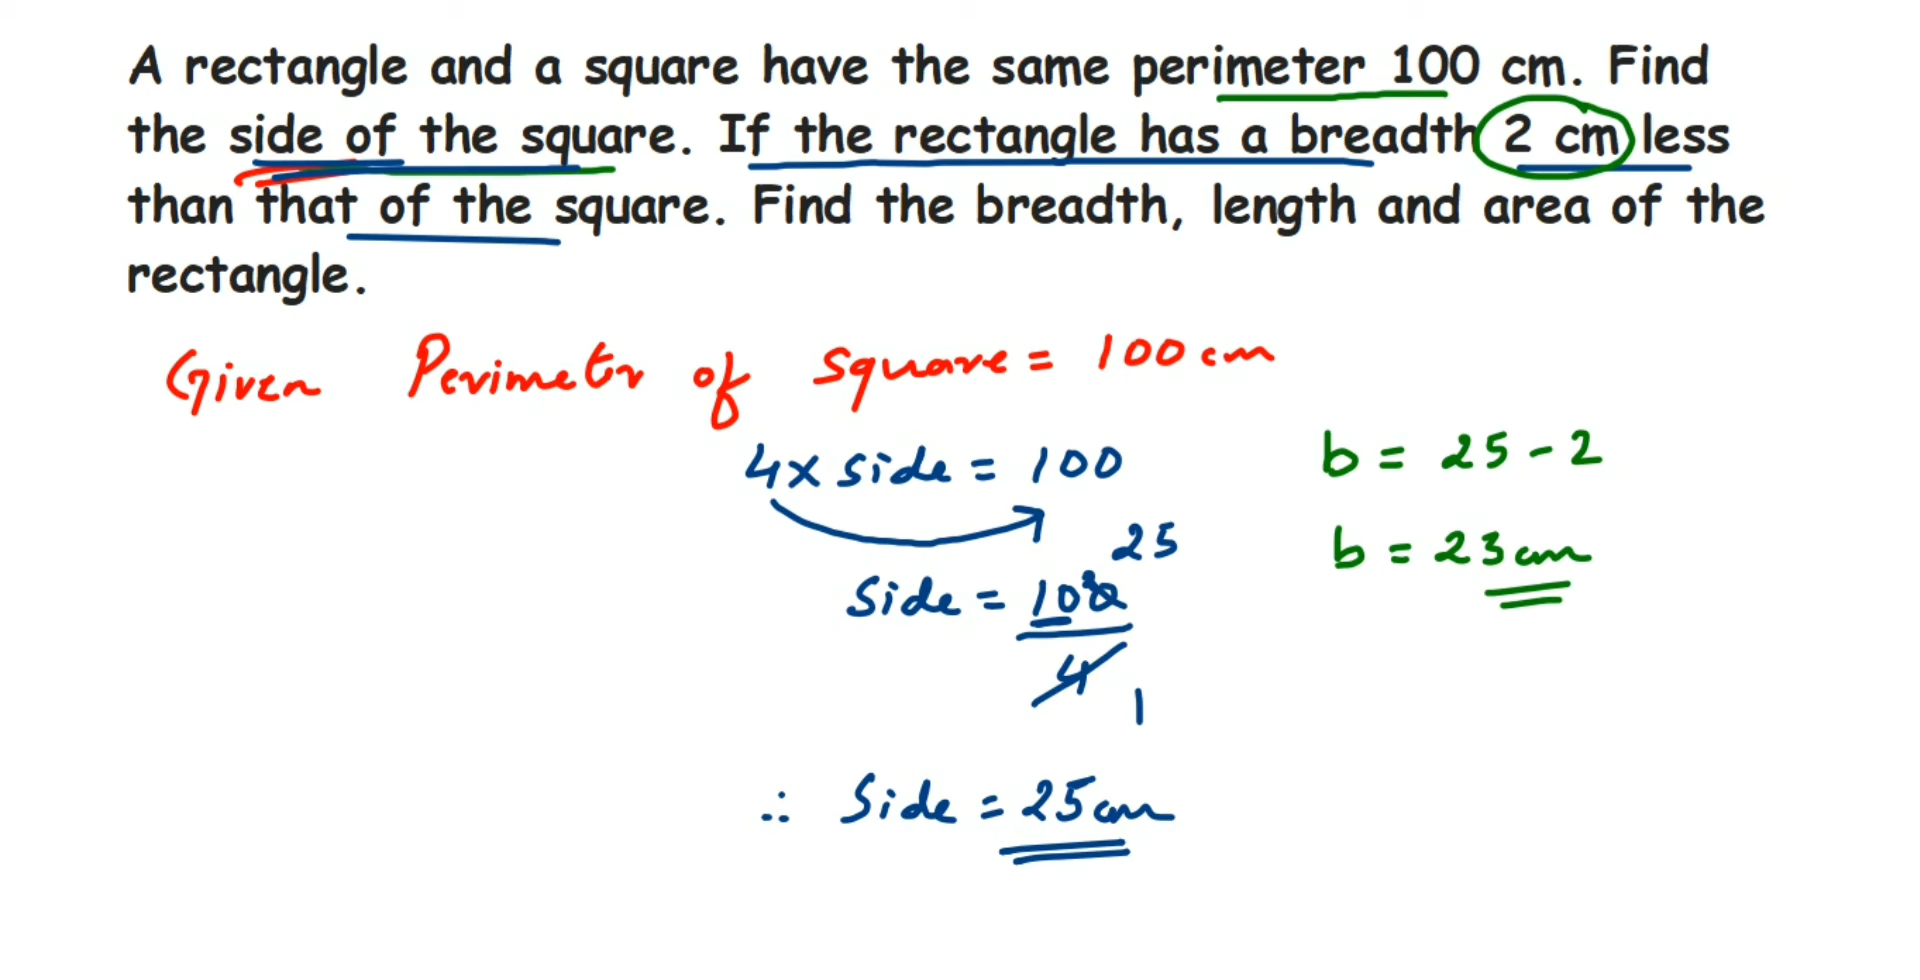 A rectangle and a square have the same perimeter 100 cm. Find
the side of the square. If the rectangle has a breadth 2 cm less
than that of the square. Find the breadth, length and area of the
rectangle.
Given Perimeter of square = 100 cm
4 x side = 100
b = 25 - 2
25
b = 23 cm
Side = 100
4
1
∴ Side = 25 cm